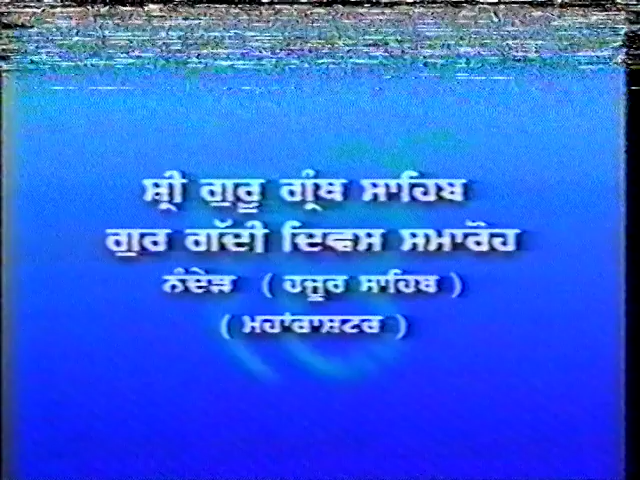 ਸ਼੍ਰੀ ਗੁਰੂ ਗ੍ਰੰਥ ਸਾਹਿਬ
ਗੁਰ ਗੱਦੀ ਦਿਵਸ ਸਮਾਰੋਹ
ਨੰਦੇੜ ( ਹਜੂਰ ਸਾਹਿਬ )
( ਮਹਾਂਰਾਸ਼ਟਰ )